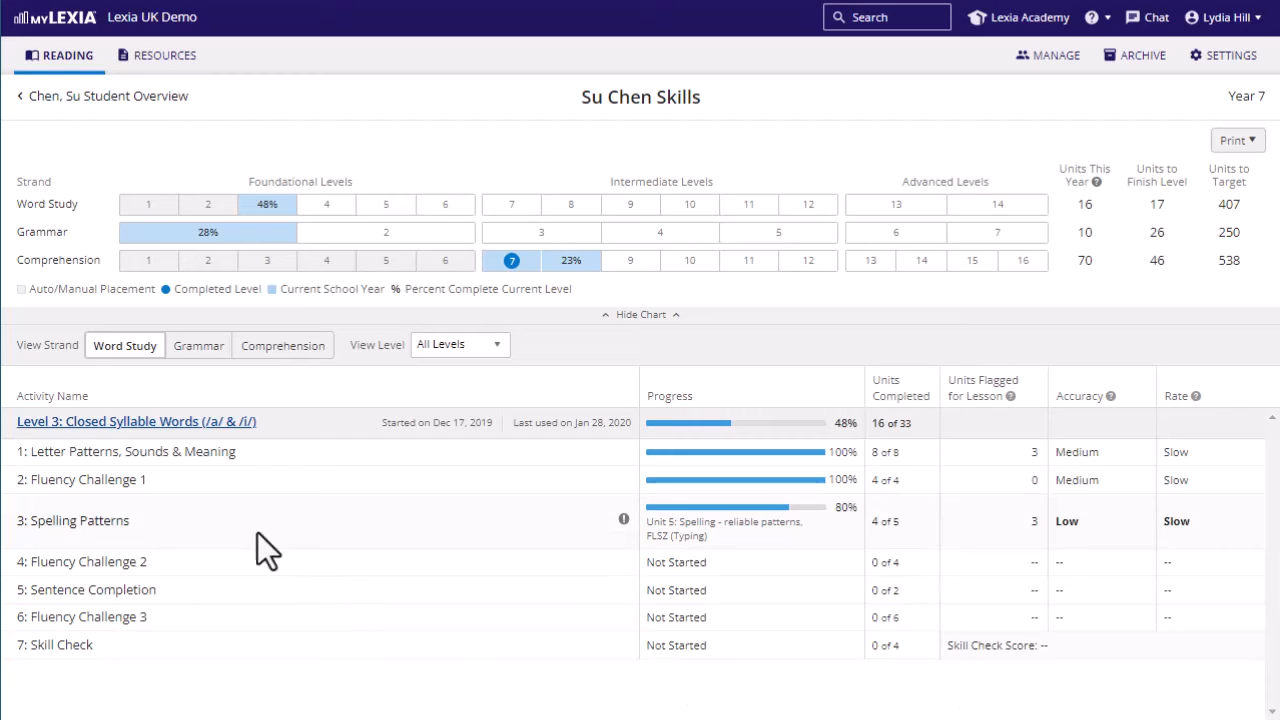 myLEXIA Lexia UK Demo Search Lexia Academy ? Chat Lydia Hill
READING RESOURCES MANAGE ARCHIVE SETTINGS
Chen, Su Student Overview Su Chen Skills Year 7
Print
Strand Foundational Levels Intermediate Levels Advanced Levels Units This Year ? Units to Finish Level Units to Target
Word Study 1 2 48% 4 5 6 7 8 9 10 11 12 13 14 16 17 407
Grammar 28% 2 3 4 5 6 7 10 26 250
Comprehension 1 2 3 4 5 6 7 23% 9 10 11 12 13 14 15 16 70 46 538
Auto/Manual Placement Completed Level Current School Year % Percent Complete Current Level
Hide Chart
View Strand Word Study Grammar Comprehension View Level All Levels
Activity Name Progress Units Completed Units Flagged for Lesson ? Accuracy ? Rate ?
Level 3: Closed Syllable Words (/a/ & /i/) Started on Dec 17, 2019 Last used on Jan 28, 2020 48% 16 of 33
1: Letter Patterns, Sounds & Meaning 100% 8 of 8 3 Medium Slow
2: Fluency Challenge 1 100% 4 of 4 0 Medium Slow
3: Spelling Patterns ! 80% 4 of 5 3 Low Slow
Unit 5: Spelling - reliable patterns,
FLSZ (Typing)
4: Fluency Challenge 2 Not Started 0 of 4 -- -- --
5: Sentence Completion Not Started 0 of 2 -- -- --
6: Fluency Challenge 3 Not Started 0 of 6 -- -- --
7: Skill Check Not Started 0 of 4 Skill Check Score: --